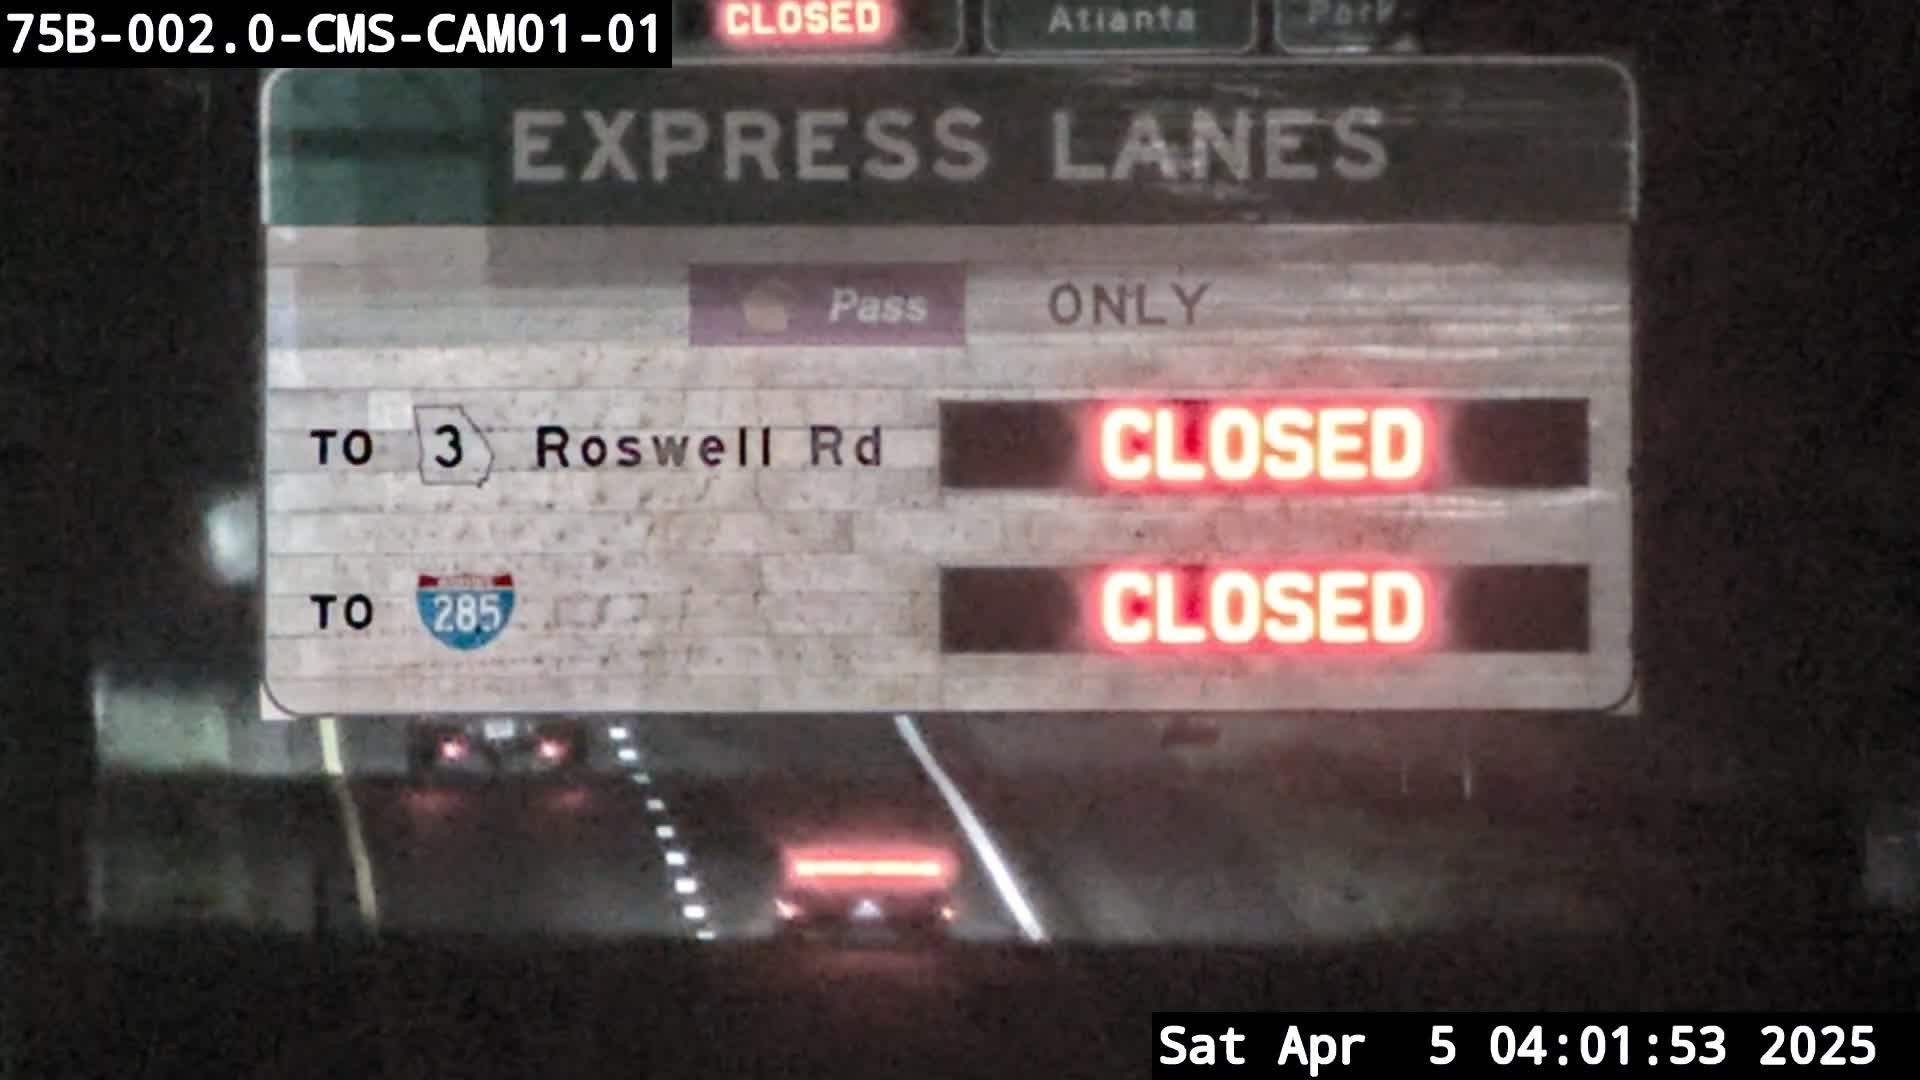 75B-002.0-CMS-CAM01-01
CLOSED
Atlanta
Park-
EXPRESS LANES
Pass ONLY
TO 3 Roswell Rd CLOSED
TO 285 CLOSED
Sat Apr 5 04:01:53 2025